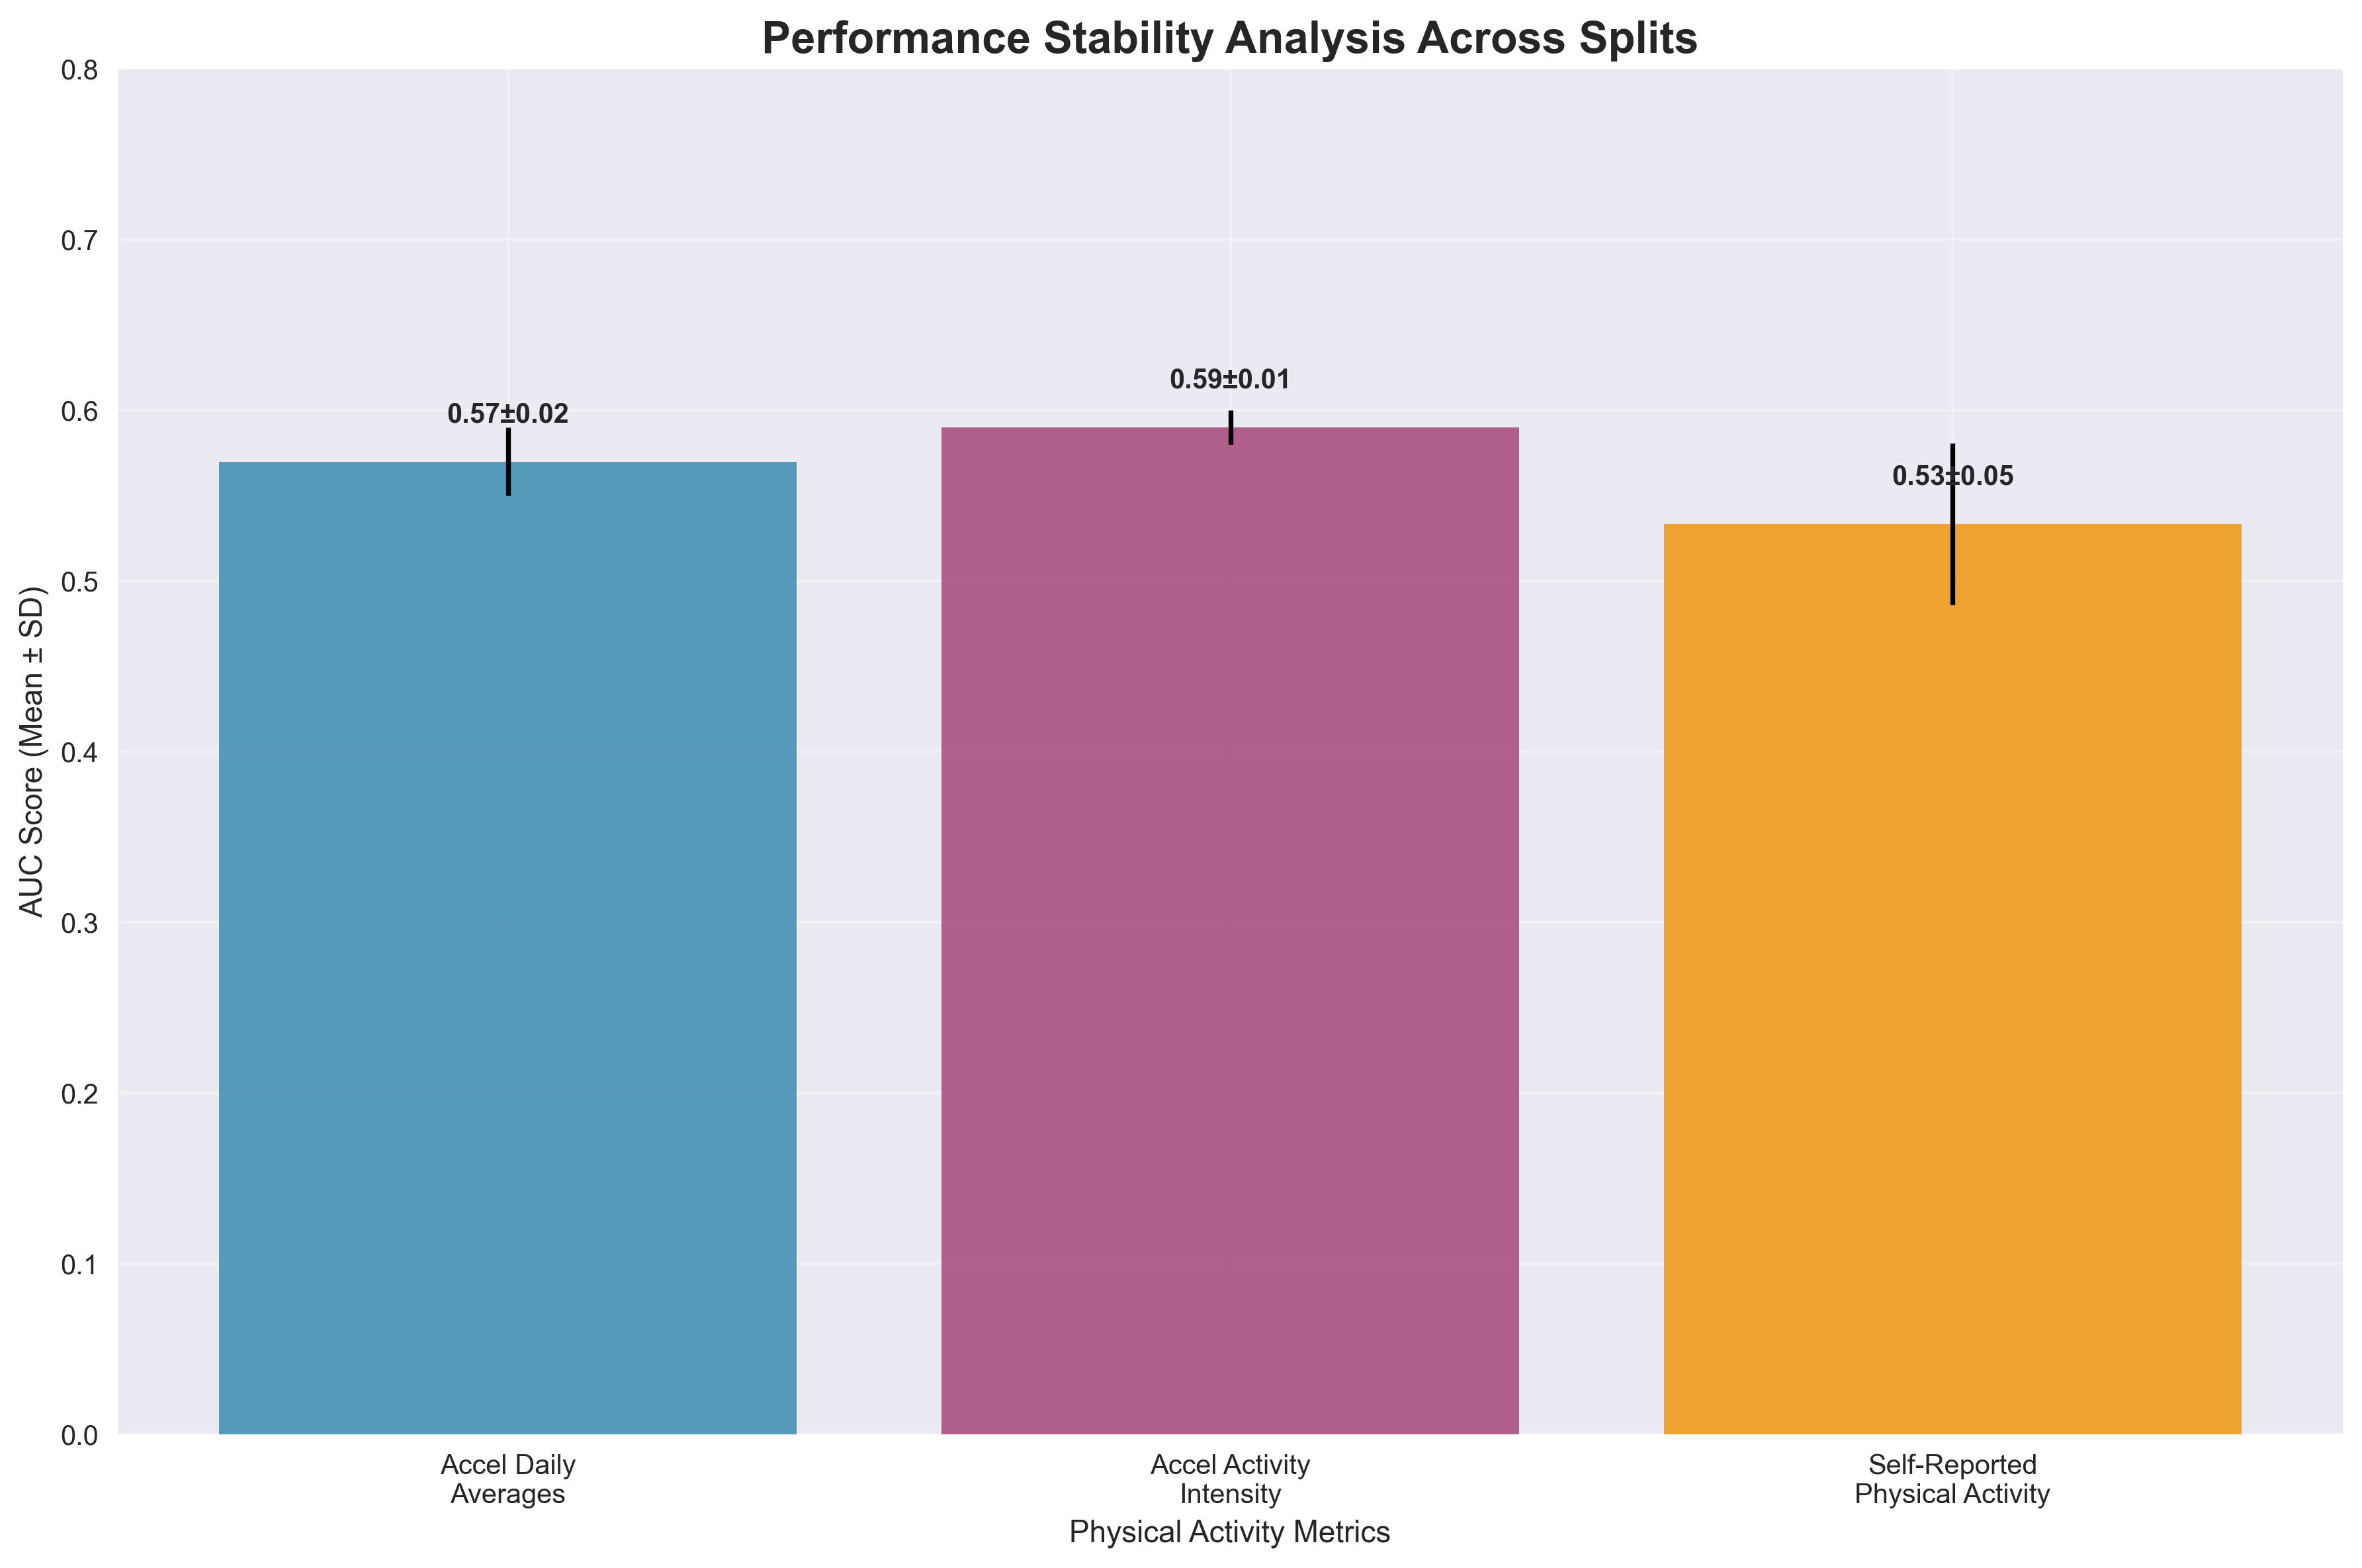 Performance Stability Analysis Across Splits
AUC Score (Mean ± SD)
0.8
0.7
0.6
0.5
0.4
0.3
0.2
0.1
0.0
0.57±0.02
0.59±0.01
0.53±0.05
Accel Daily
Averages
Accel Activity
Intensity
Self-Reported
Physical Activity
Physical Activity Metrics